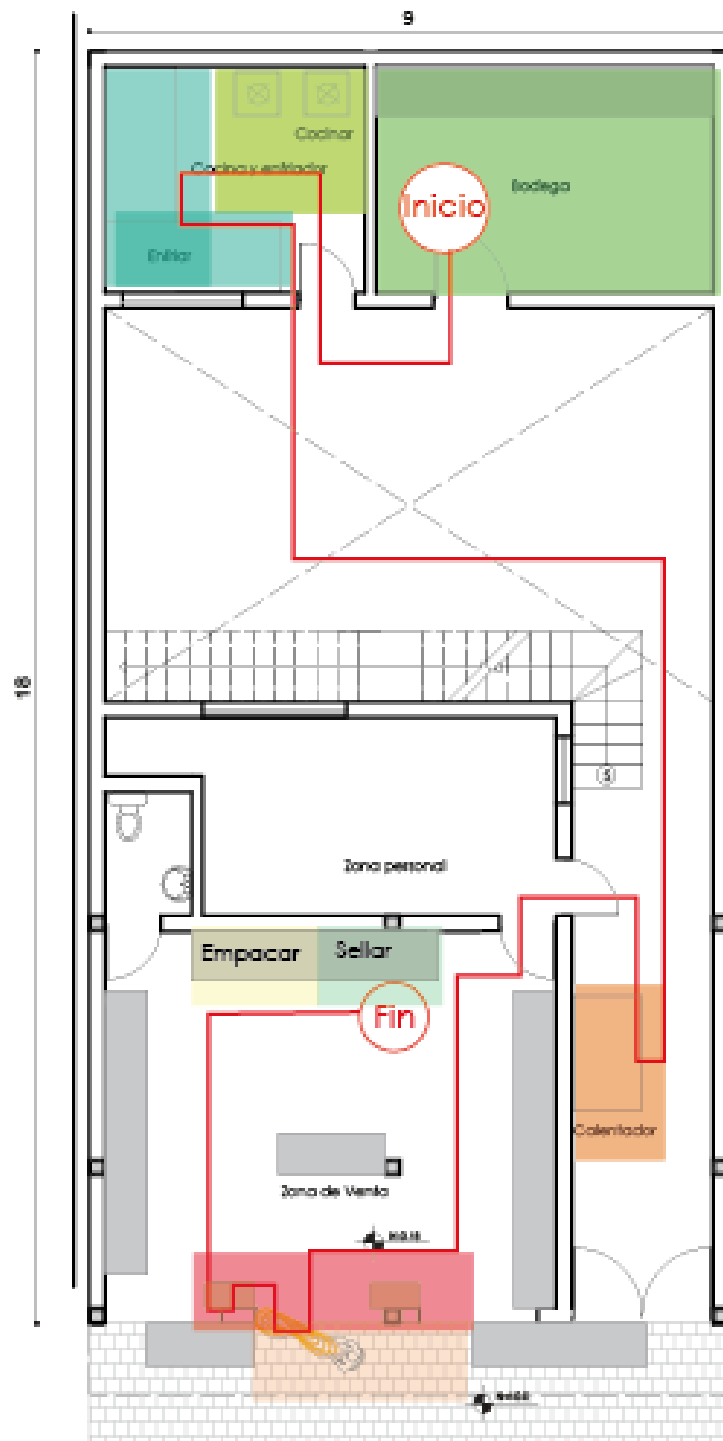 9
Cocinar
Cocina y enfriador
Bodega
Inicio
Enfriar
18
S
Zona personal
Empacar
Sellar
Fin
Calentador
Zona de Venta